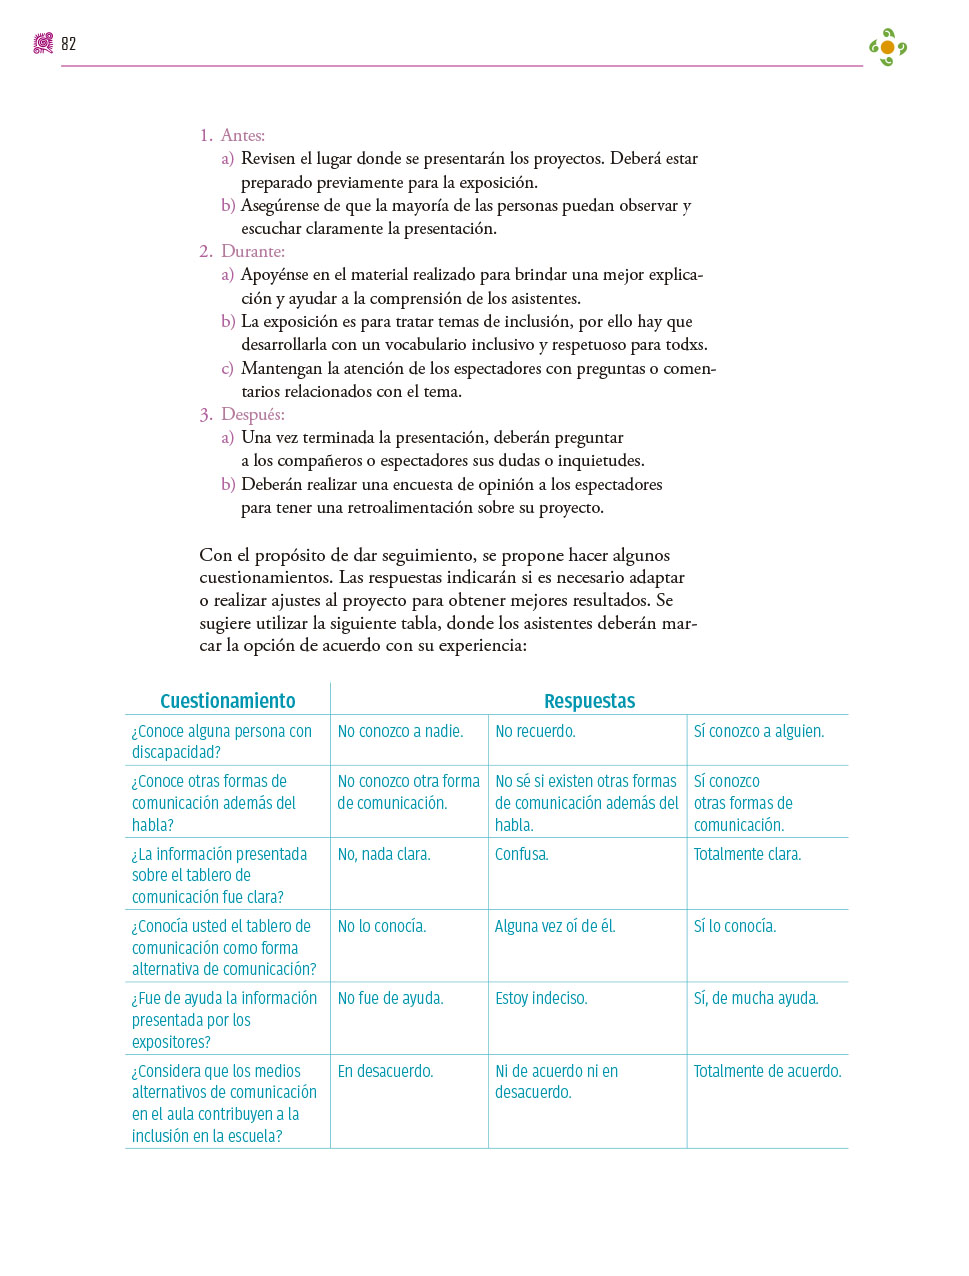 82
1. Antes:
a) Revisen el lugar donde se presentarán los proyectos. Deberá estar
preparado previamente para la exposición.
b) Asegúrense de que la mayoría de las personas puedan observar y
escuchar claramente la presentación.
2. Durante:
a) Apoyénse en el material realizado para brindar una mejor explica-
ción y ayudar a la comprensión de los asistentes.
b) La exposición es para tratar temas de inclusión, por ello hay que
desarrollarla con un vocabulario inclusivo y respetuoso para todxs.
c) Mantengan la atención de los espectadores con preguntas o comen-
tarios relacionados con el tema.
3. Después:
a) Una vez terminada la presentación, deberán preguntar
a los compañeros o espectadores sus dudas o inquietudes.
b) Deberán realizar una encuesta de opinión a los espectadores
para tener una retroalimentación sobre su proyecto.
Con el propósito de dar seguimiento, se propone hacer algunos
cuestionamientos. Las respuestas indicarán si es necesario adaptar
o realizar ajustes al proyecto para obtener mejores resultados. Se
sugiere utilizar la siguiente tabla, donde los asistentes deberán mar-
car la opción de acuerdo con su experiencia:
Cuestionamiento
Respuestas
¿Conoce alguna persona con
discapacidad?
No conozco a nadie.
No recuerdo.
Sí conozco a alguien.
¿Conoce otras formas de
comunicación además del
habla?
No conozco otra forma
de comunicación.
No sé si existen otras formas
de comunicación además del
habla.
Sí conozco
otras formas de
comunicación.
¿La información presentada
sobre el tablero de
comunicación fue clara?
No, nada clara.
Confusa.
Totalmente clara.
¿Conocía usted el tablero de
comunicación como forma
alternativa de comunicación?
No lo conocía.
Alguna vez oí de él.
Sí lo conocía.
¿Fue de ayuda la información
presentada por los
expositores?
No fue de ayuda.
Estoy indeciso.
Sí, de mucha ayuda.
¿Considera que los medios
alternativos de comunicación
en el aula contribuyen a la
inclusión en la escuela?
En desacuerdo.
Ni de acuerdo ni en
desacuerdo.
Totalmente de acuerdo.